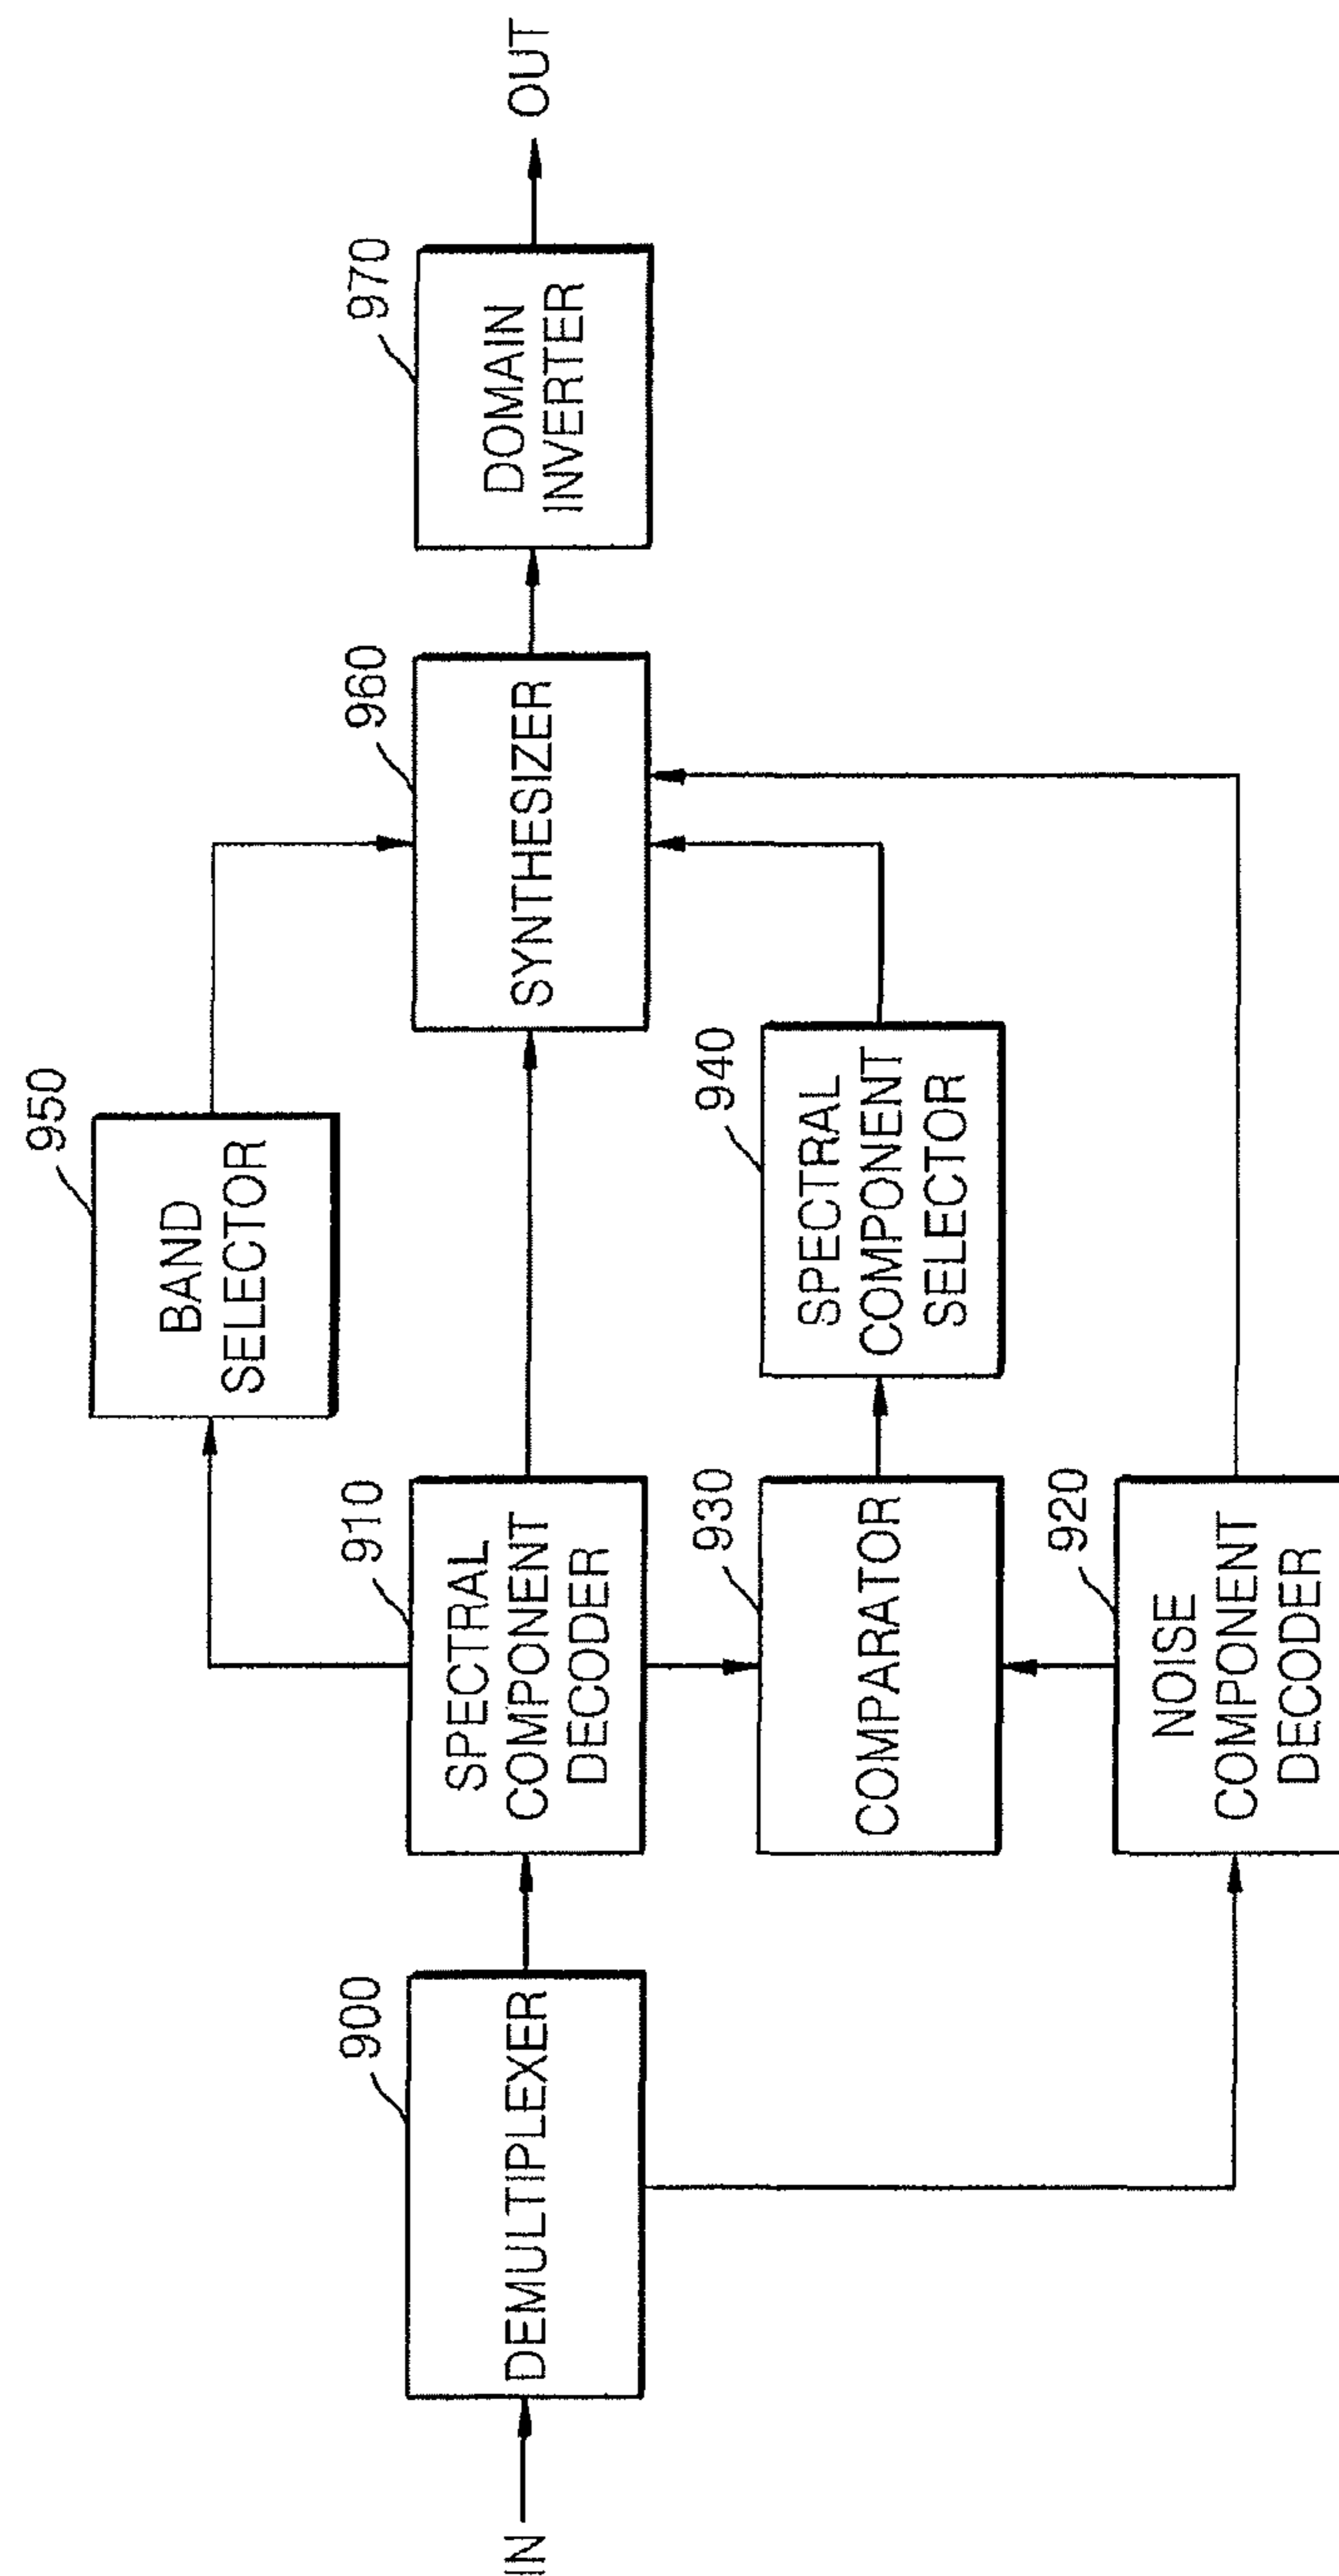 IN
900
DEMULTIPLEXER
910
SPECTRAL
COMPONENT
DECODER
950
BAND
SELECTOR
930
COMPARATOR
920
NOISE
COMPONENT
DECODER
940
SPECTRAL
COMPONENT
SELECTOR
960
SYNTHESIZER
970
DOMAIN
INVERTER
OUT